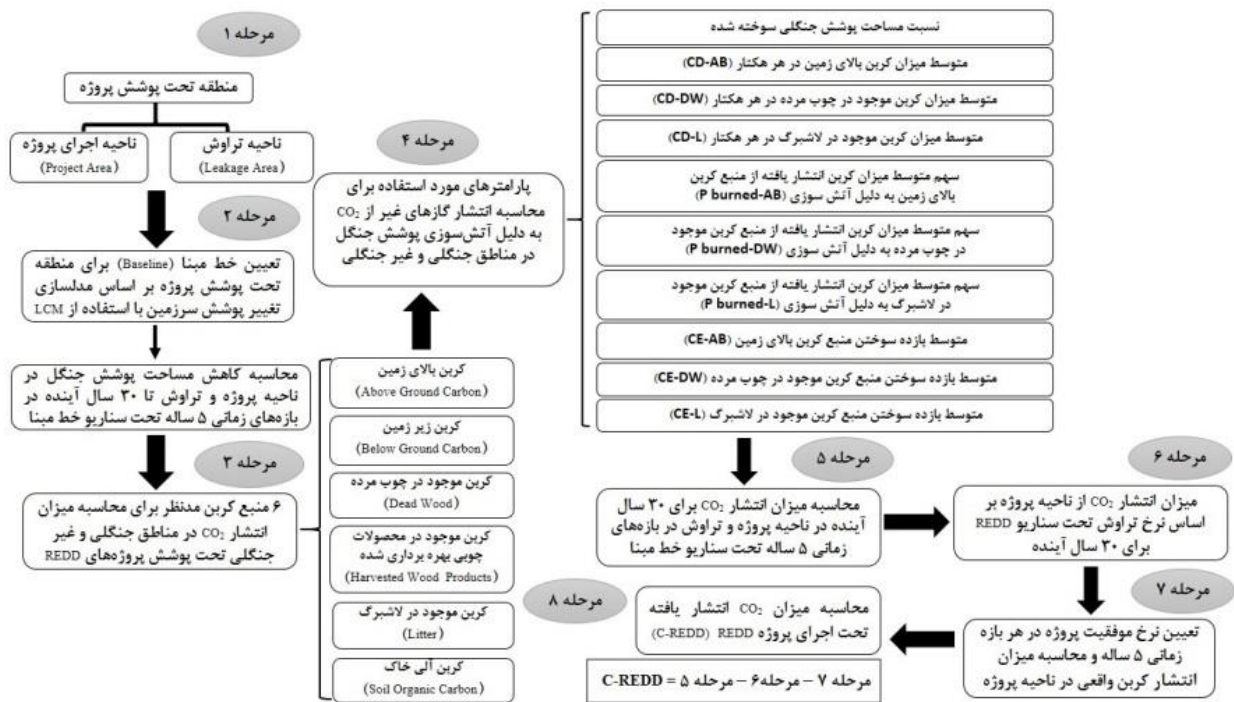 مرحله ۱
منطقه تحت پوشش پروژه
ناحیه اجرای پروژه
(Project Area)
ناحیه تراوش
(Leakage Area)
مرحله ۲
تعیین خط مبنا (Baseline) برای منطقه
تحت پوشش پروژه بر اساس مدلسازی
تغییر پوشش سرزمین با استفاده از LCM
محاسبه کاهش مساحت پوشش جنگل در
ناحیه پروژه و تراوش تا ۳۰ سال آینده در
بازه‌های زمانی ۵ ساله تحت سناریو خط مبنا
مرحله ۳
۶ منبع کربن مدنظر برای محاسبه میزان
انتشار CO₂ در مناطق جنگلی و غیر
جنگلی تحت پوشش پروژه‌های REDD
کربن بالای زمین
(Above Ground Carbon)
کربن زیر زمین
(Below Ground Carbon)
کربن موجود در چوب مرده
(Dead Wood)
کربن موجود در محصولات
چوبی بهره برداری شده
(Harvested Wood Products)
کربن موجود در لاشبرگ
(Litter)
کربن آلی خاک
(Soil Organic Carbon)
مرحله ۴
پارامترهای مورد استفاده برای
محاسبه انتشار گازهای غیر از CO₂
به دلیل آتش‌سوزی پوشش جنگل
در مناطق جنگلی و غیر جنگلی
نسبت مساحت پوشش جنگلی سوخته شده
متوسط میزان کربن بالای زمین در هر هکتار (CD-AB)
متوسط میزان کربن موجود در چوب مرده در هر هکتار (CD-DW)
متوسط میزان کربن موجود در لاشبرگ در هر هکتار (CD-L)
سهم متوسط میزان کربن انتشار یافته از منبع کربن
بالای زمین به دلیل آتش سوزی (P burned-AB)
سهم متوسط میزان کربن انتشار یافته از منبع کربن موجود
در چوب مرده به دلیل آتش سوزی (P burned-DW)
سهم متوسط میزان کربن انتشار یافته از منبع کربن موجود
در لاشبرگ به دلیل آتش سوزی (P burned-L)
متوسط بازده سوختن منبع کربن بالای زمین (CE-AB)
متوسط بازده سوختن منبع کربن موجود در چوب مرده (CE-DW)
متوسط بازده سوختن منبع کربن موجود در لاشبرگ (CE-L)
مرحله ۵
محاسبه میزان انتشار CO₂ برای ۳۰ سال
آینده در ناحیه پروژه و تراوش در بازه‌های
زمانی ۵ ساله تحت سناریو خط مبنا
مرحله ۶
میزان انتشار CO₂ از ناحیه پروژه بر
اساس نرخ تراوش تحت سناریو REDD
برای ۳۰ سال آینده
مرحله ۷
تعیین نرخ موفقیت پروژه در هر بازه
زمانی ۵ ساله و محاسبه میزان
انتشار کربن واقعی در ناحیه پروژه
مرحله ۸
محاسبه میزان CO₂ انتشار یافته
تحت اجرای پروژه REDD (C-REDD)
C-REDD = مرحله ۵ – مرحله۶ – مرحله ۷